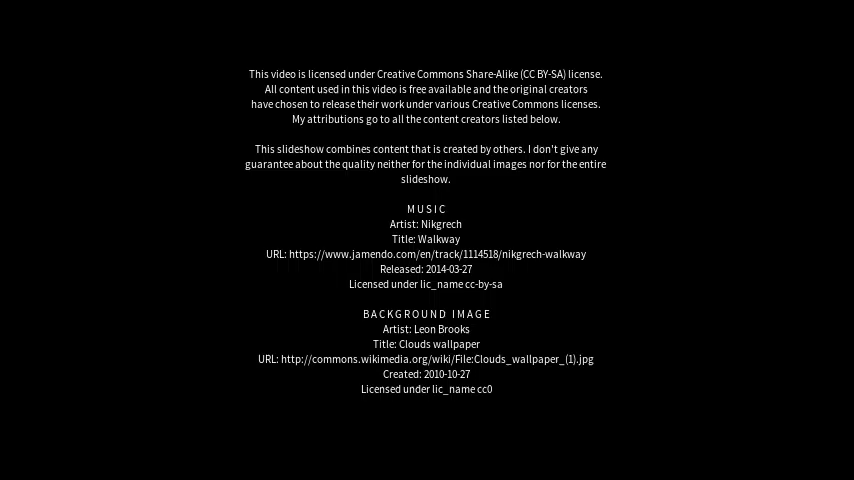 This video is licensed under Creative Commons Share-Alike (CC BY-SA) license.
All content used in this video is free available and the original creators
have chosen to release their work under various Creative Commons licenses.
My attributions go to all the content creators listed below.
This slideshow combines content that is created by others. I don't give any
guarantee about the quality neither for the individual images nor for the entire
slideshow.
MUSIC
Artist: Nikgrech
Title: Walkway
URL: https://www.jamendo.com/en/track/1114518/nikgrech-walkway
Released: 2014-03-27
Licensed under lic_name cc-by-sa
BACKGROUND IMAGE
Artist: Leon Brooks
Title: Clouds wallpaper
URL: http://commons.wikimedia.org/wiki/File:Clouds_wallpaper_(1).jpg
Created: 2010-10-27
Licensed under lic_name cc0